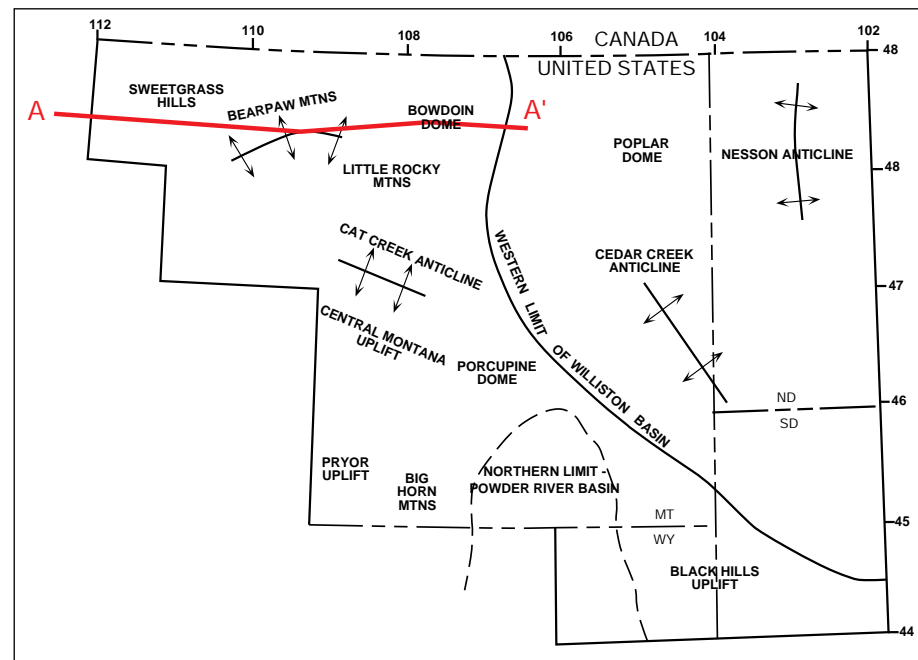 112
110
108
106
104
102
CANADA
UNITED STATES
48
SWEETGRASS
HILLS
BEARPAW MTNS
BOWDOIN
DOME
A
A'
POPLAR
DOME
NESSON ANTICLINE
LITTLE ROCKY
MTNS
48
CAT CREEK ANTICLINE
WESTERN LIMIT OF WILLISTON BASIN
CEDAR CREEK
ANTICLINE
47
CENTRAL MONTANA
UPLIFT
PORCUPINE
DOME
ND
46
SD
PRYOR
UPLIFT
BIG
HORN
MTNS
NORTHERN LIMIT -
POWDER RIVER BASIN
MT
45
WY
BLACK HILLS
UPLIFT
44